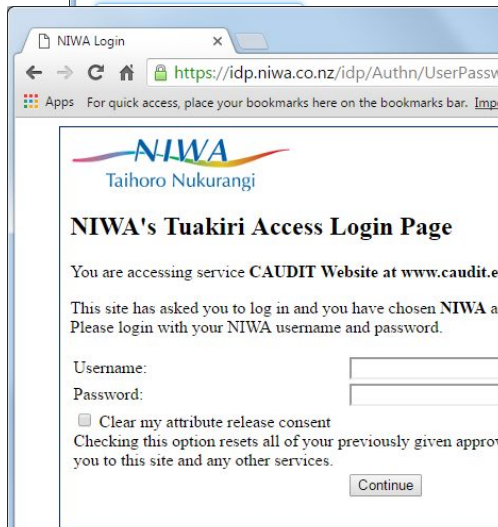 NIWA Login
https://idp.niwa.co.nz/idp/Authn/UserPassw
Apps For quick access, place your bookmarks here on the bookmarks bar. Impo
NIWA
Taihoro Nukurangi
NIWA's Tuakiri Access Login Page
You are accessing service CAUDIT Website at www.caudit.e
This site has asked you to log in and you have chosen NIWA a
Please login with your NIWA username and password.
Username:
Password:
Clear my attribute release consent
Checking this option resets all of your previously given approv
you to this site and any other services.
Continue